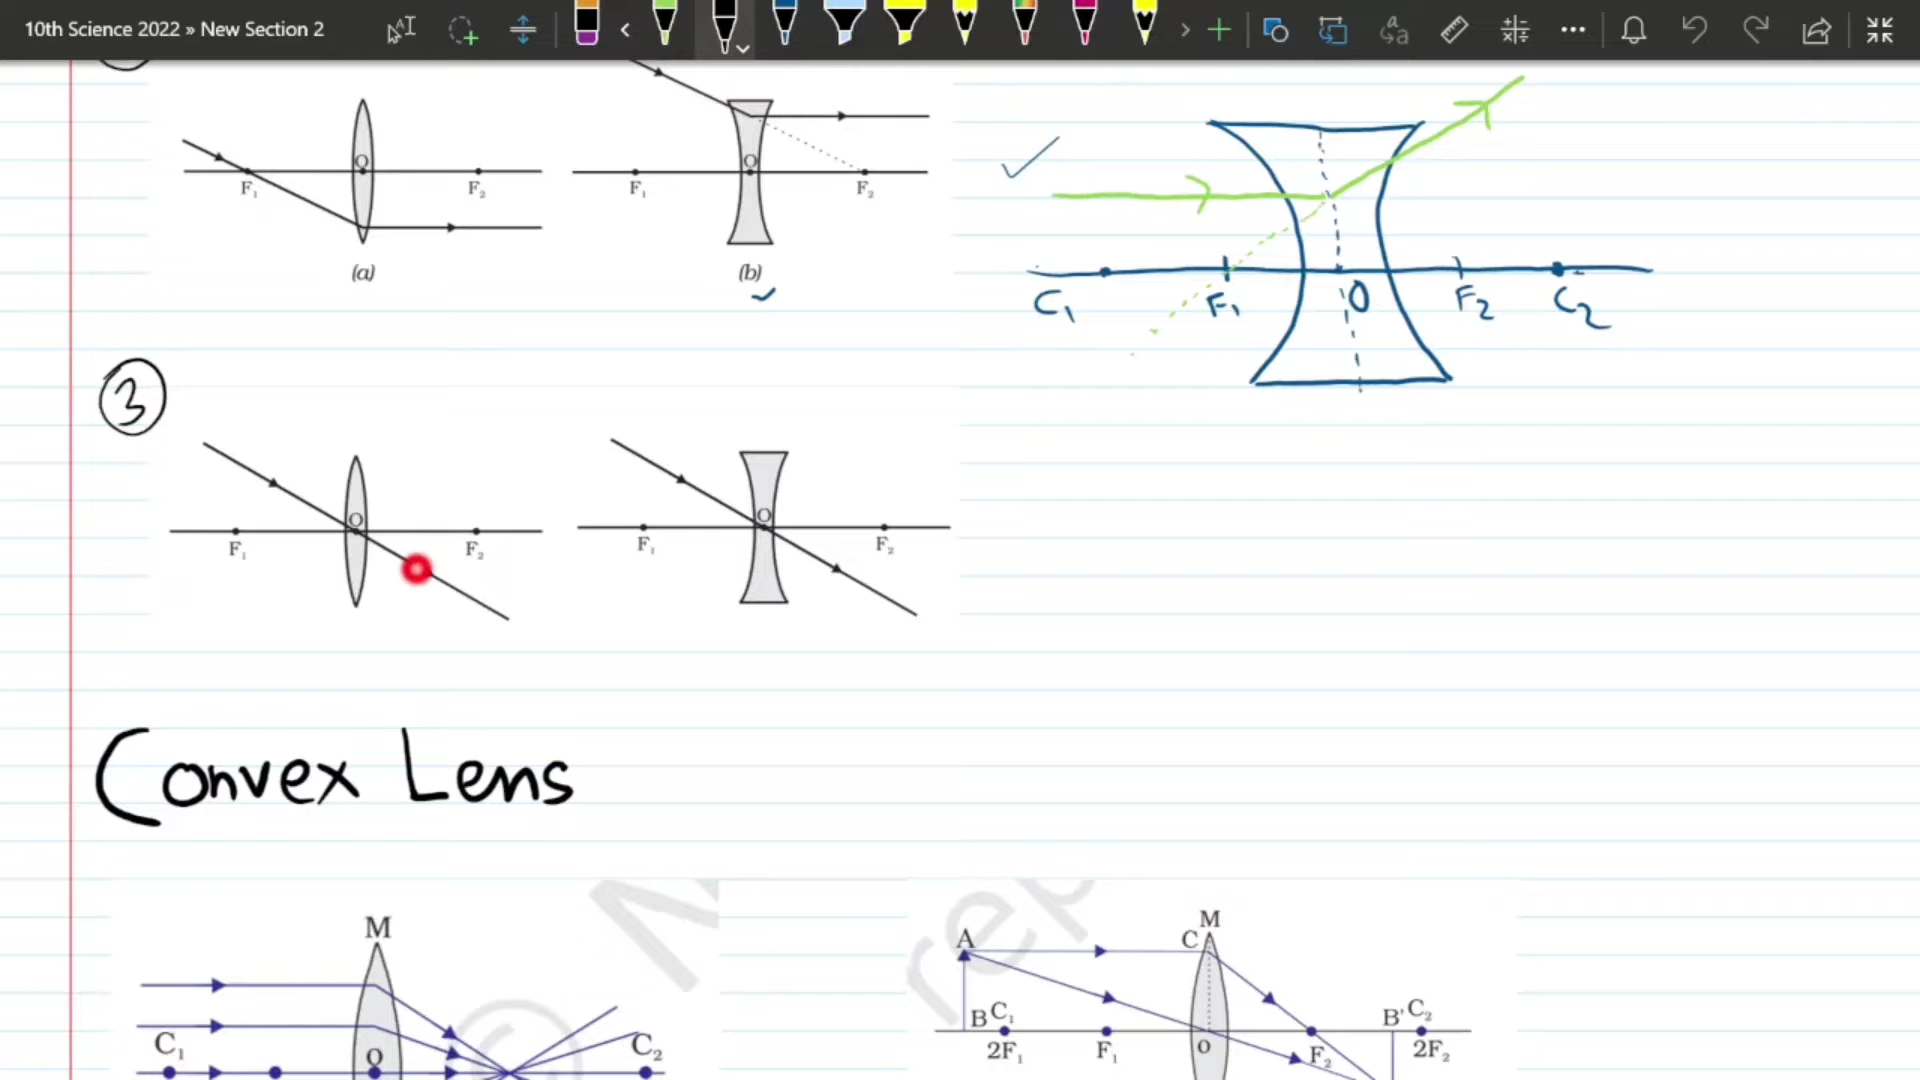 10th Science 2022 » New Section 2
O
F₁
F₂
(a)
O
F₁
F₂
(b)
C₁
F₁
O
F₂
C₂
3
O
F₁
F₂
O
F₁
F₂
Convex Lens
M
C₁
O
C₂
©
N
rep
A
M
C
B
C₁
2F₁
F₁
O
F₂
B'
C₂
2F₂